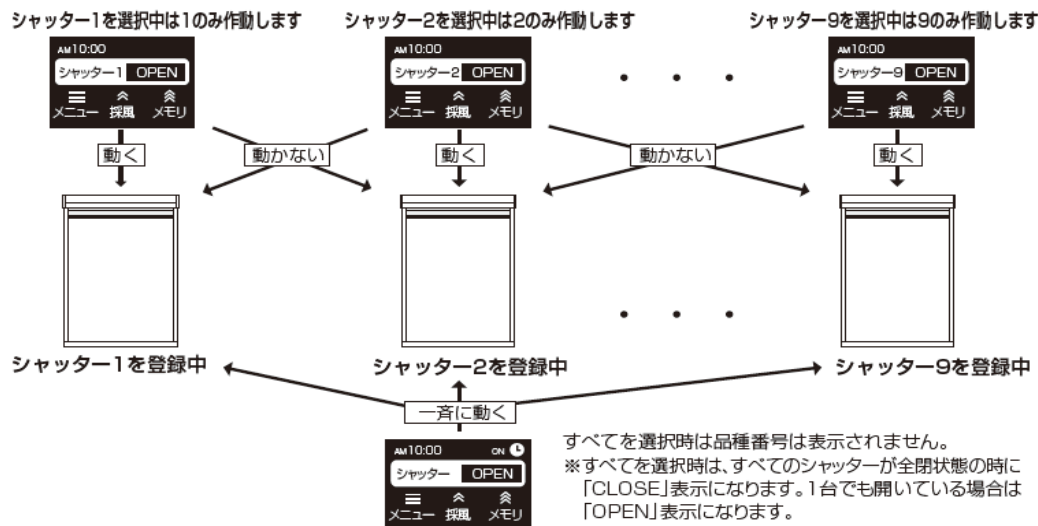 シャッター1を選択中は1のみ作動します
シャッター2を選択中は2のみ作動します
シャッター9を選択中は9のみ作動します
AM10:00
シャッター1 OPEN
メニュー 採風 メモリ
AM10:00
シャッター2 OPEN
メニュー 採風 メモリ
・ ・ ・
AM10:00
シャッター9 OPEN
メニュー 採風 メモリ
動く
動かない
動く
動かない
動く
・ ・ ・
シャッター1を登録中
シャッター2を登録中
シャッター9を登録中
一斉に動く
AM10:00 ON
シャッター OPEN
メニュー 採風 メモリ
すべてを選択時は品種番号は表示されません。
※すべてを選択時は、すべてのシャッターが全閉状態の時に
「CLOSE」表示になります。1台でも開いている場合は
「OPEN」表示になります。